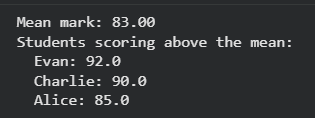 Mean mark: 83.00
Students scoring above the mean:
  Evan: 92.0
  Charlie: 90.0
  Alice: 85.0